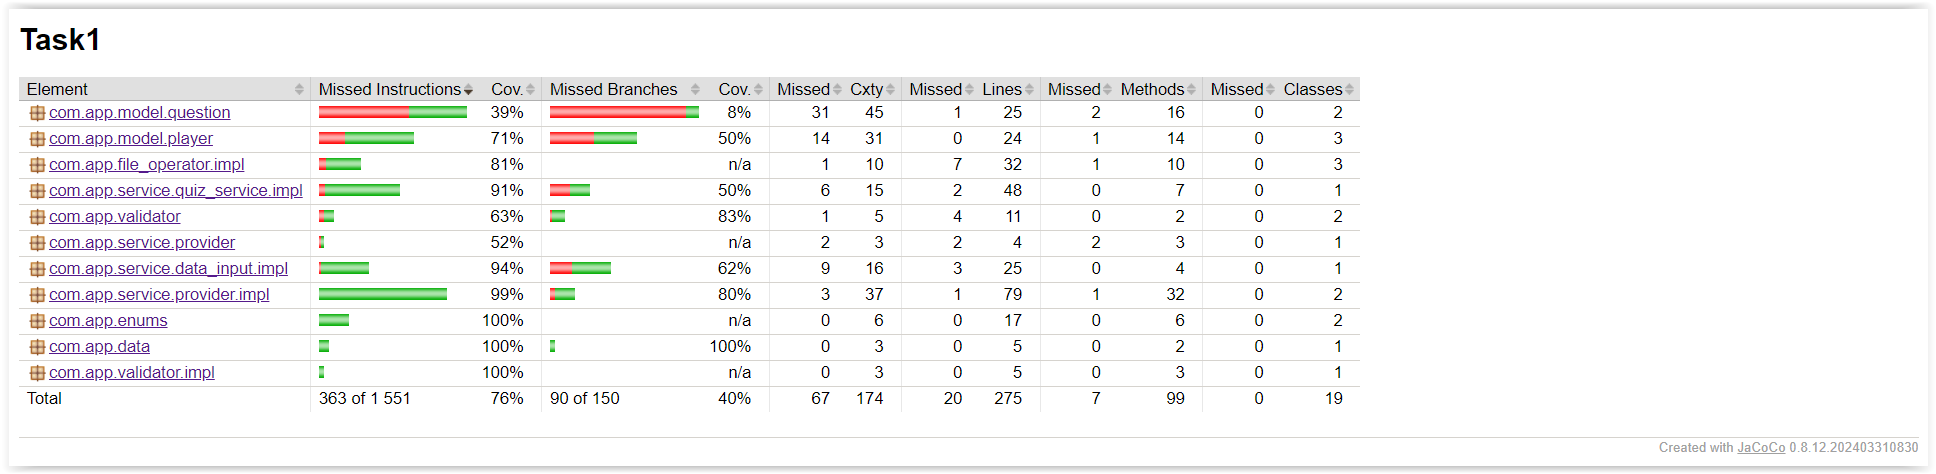 Task1
Element Missed Instructions Cov. Missed Branches Cov. Missed Cxty Missed Lines Missed Methods Missed Classes
com.app.model.question 39% 8% 31 45 1 25 2 16 0 2
com.app.model.player 71% 50% 14 31 0 24 1 14 0 3
com.app.file_operator.impl 81% n/a 1 10 7 32 1 10 0 3
com.app.service.quiz_service.impl 91% 50% 6 15 2 48 0 7 0 1
com.app.validator 63% 83% 1 5 4 11 0 2 0 2
com.app.service.provider 52% n/a 2 3 2 4 2 3 0 1
com.app.service.data_input.impl 94% 62% 9 16 3 25 0 4 0 1
com.app.service.provider.impl 99% 80% 3 37 1 79 1 32 0 2
com.app.enums 100% n/a 0 6 0 17 0 6 0 2
com.app.data 100% 100% 0 3 0 5 0 2 0 1
com.app.validator.impl 100% n/a 0 3 0 5 0 3 0 1
Total 363 of 1 551 76% 90 of 150 40% 67 174 20 275 7 99 0 19
Created with JaCoCo 0.8.12.202403310830